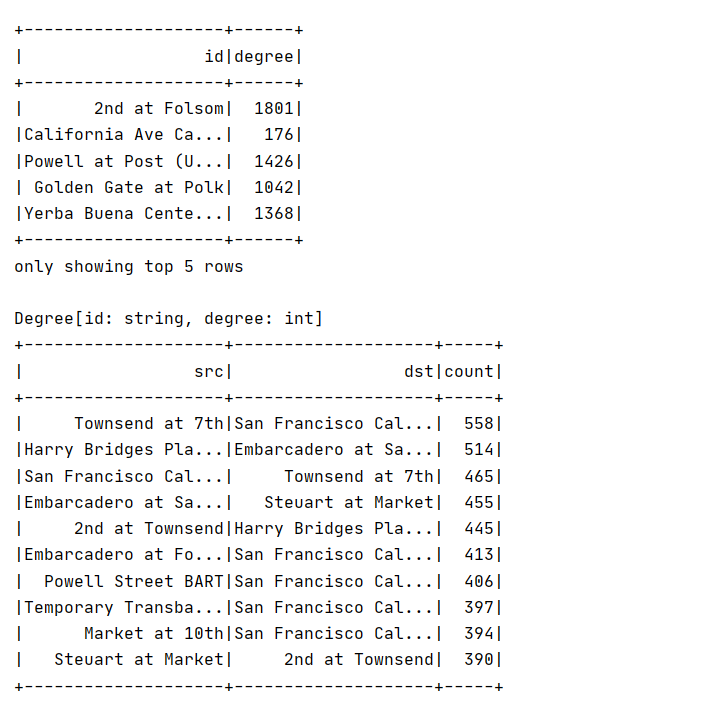 +--------------------+------+
|                  id|degree|
+--------------------+------+
|       2nd at Folsom|  1801|
|California Ave Ca...|   176|
|Powell at Post (U...|  1426|
| Golden Gate at Polk|  1042|
|Yerba Buena Cente...|  1368|
+--------------------+------+
only showing top 5 rows

Degree[id: string, degree: int]
+--------------------+--------------------+-----+
|                 src|                 dst|count|
+--------------------+--------------------+-----+
|     Townsend at 7th|San Francisco Cal...|  558|
|Harry Bridges Pla...|Embarcadero at Sa...|  514|
|San Francisco Cal...|     Townsend at 7th|  465|
|Embarcadero at Sa...|   Steuart at Market|  455|
|     2nd at Townsend|Harry Bridges Pla...|  445|
|Embarcadero at Fo...|San Francisco Cal...|  413|
|  Powell Street BART|San Francisco Cal...|  406|
|Temporary Transba...|San Francisco Cal...|  397|
|      Market at 10th|San Francisco Cal...|  394|
|   Steuart at Market|     2nd at Townsend|  390|
+--------------------+--------------------+-----+